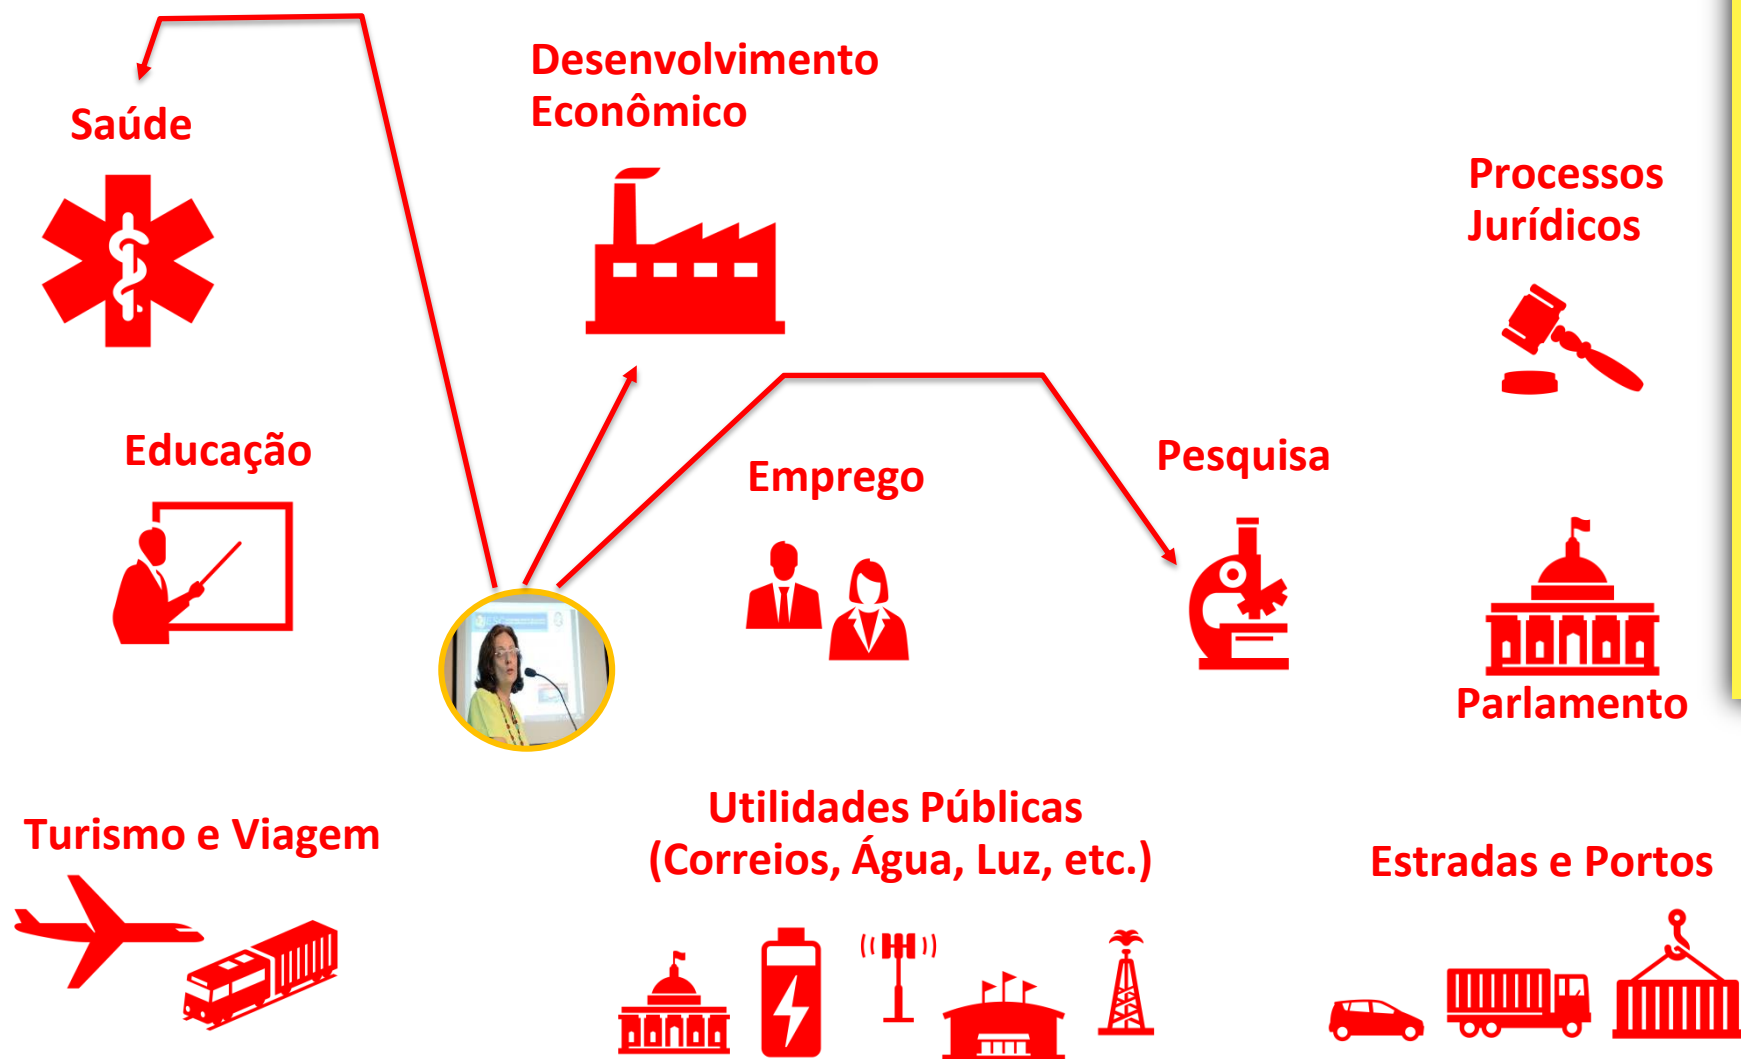 Desenvolvimento
Econômico
Saúde
Processos
Jurídicos
Educação
Emprego
Pesquisa
Parlamento
Utilidades Públicas
(Correios, Água, Luz, etc.)
Turismo e Viagem
Estradas e Portos